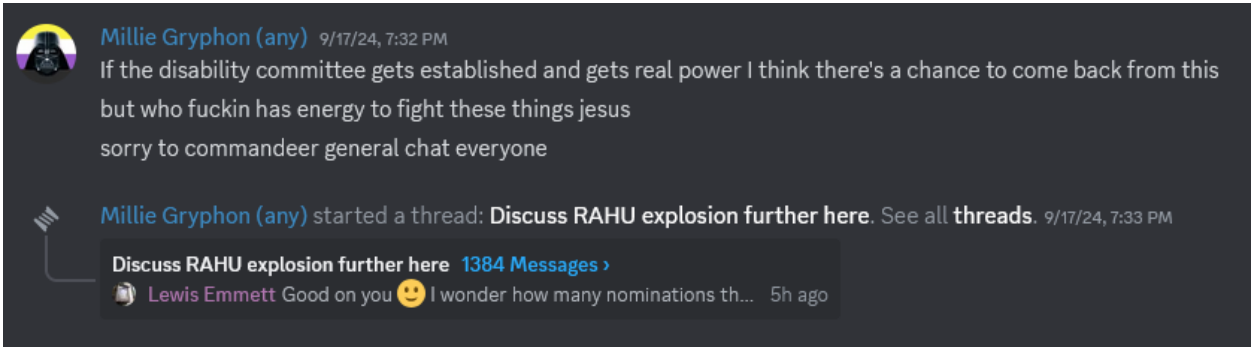 Millie Gryphon (any) 9/17/24, 7:32 PM
If the disability committee gets established and gets real power I think there's a chance to come back from this
but who fuckin has energy to fight these things jesus
sorry to commandeer general chat everyone
Millie Gryphon (any) started a thread: Discuss RAHU explosion further here. See all threads. 9/17/24, 7:33 PM
Discuss RAHU explosion further here 1384 Messages ›
Lewis Emmett Good on you 🙂 I wonder how many nominations th... 5h ago